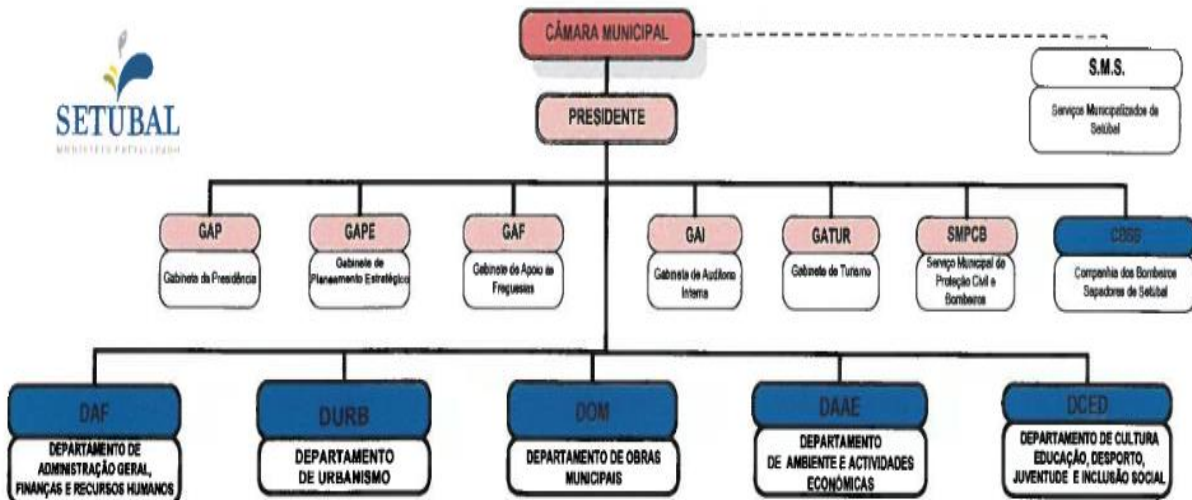 CÂMARA MUNICIPAL
SETÚBAL
S.M.S.
Serviços Municipalizados de
Setúbal
PRESIDENTE
GAP
Gabinete da Presidência
GAPE
Gabinete de
Planeamento Estratégico
GAF
Gabinete de Apoio às
Freguesias
GAI
Gabinete de Auditoria
Interna
GATUR
Gabinete de Turismo
SMPCB
Serviço Municipal de
Proteção Civil e
Bombeiros
CBSS
Companhia dos Bombeiros
Sapadores de Setúbal
DAF
DEPARTAMENTO DE
ADMINISTRAÇÃO GERAL,
FINANÇAS E RECURSOS HUMANOS
DURB
DEPARTAMENTO
DE URBANISMO
DOM
DEPARTAMENTO DE OBRAS
MUNICIPAIS
DAAE
DEPARTAMENTO
DE AMBIENTE E ACTIVIDADES
ECONÓMICAS
DCED
DEPARTAMENTO DE CULTURA
EDUCAÇÃO, DESPORTO,
JUVENTUDE E INCLUSÃO SOCIAL